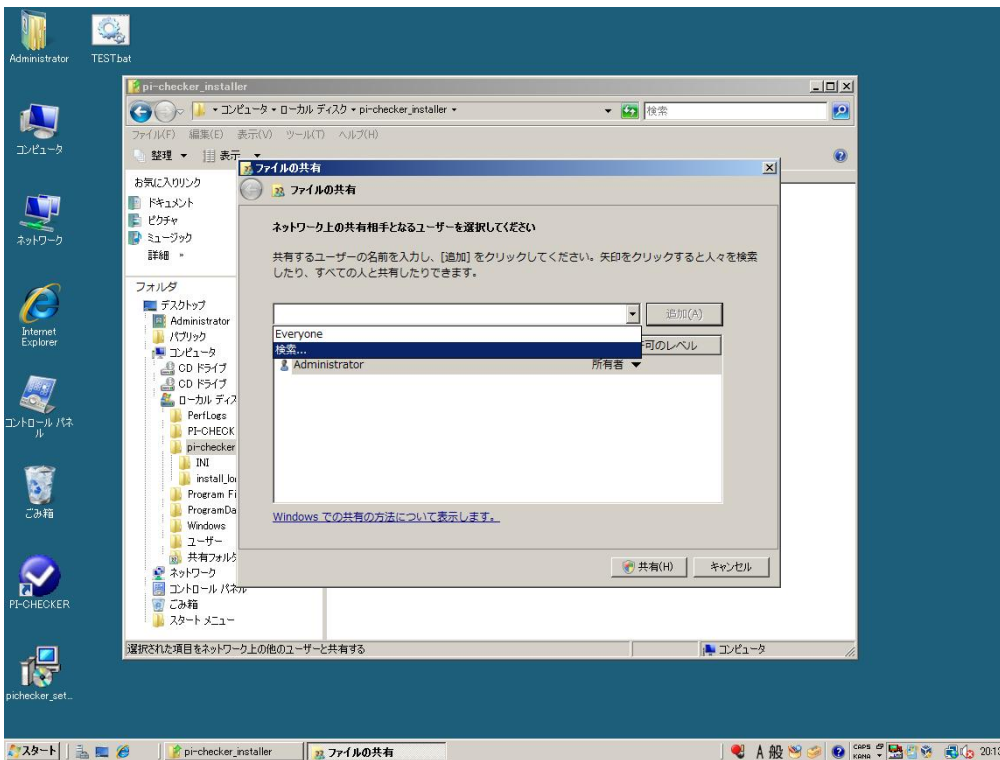 Administrator
TESTbat
コンピュータ
ネットワーク
Internet
Explorer
コントロール パネ
ル
ごみ箱
PI-CHECKER
pichecker_set...
pi-checker_installer
コンピュータ ローカル ディスク pi-checker_installer
検索
ファイル(F) 編集(E) 表示(V) ツール(T) ヘルプ(H)
整理 表示
お気に入りリンク
ドキュメント
ピクチャ
ミュージック
詳細 »
フォルダ
デスクトップ
Administrator
パブリック
コンピュータ
CD ドライブ
CD ドライブ
ローカル ディス
PerfLogs
PI-CHECK
pi-checker
INI
install_lo
Program Fi
ProgramDa
Windows
ユーザー
共有フォル
ネットワーク
コントロール パネル
ごみ箱
スタート メニュー
ファイルの共有
ファイルの共有
ネットワーク上の共有相手となるユーザーを選択してください
共有するユーザーの名前を入力し、[追加] をクリックしてください。矢印をクリックすると人々を検索
したり、すべての人と共有したりできます。
追加(A)
Everyone
検索...
可のレベル
Administrator 所有者
Windows での共有の方法について表示します。
共有(H) キャンセル
選択された項目をネットワーク上の他のユーザーと共有する
コンピュータ
スタート
pi-checker_installer
ファイルの共有
A 般
CAPS
KANA
20:13